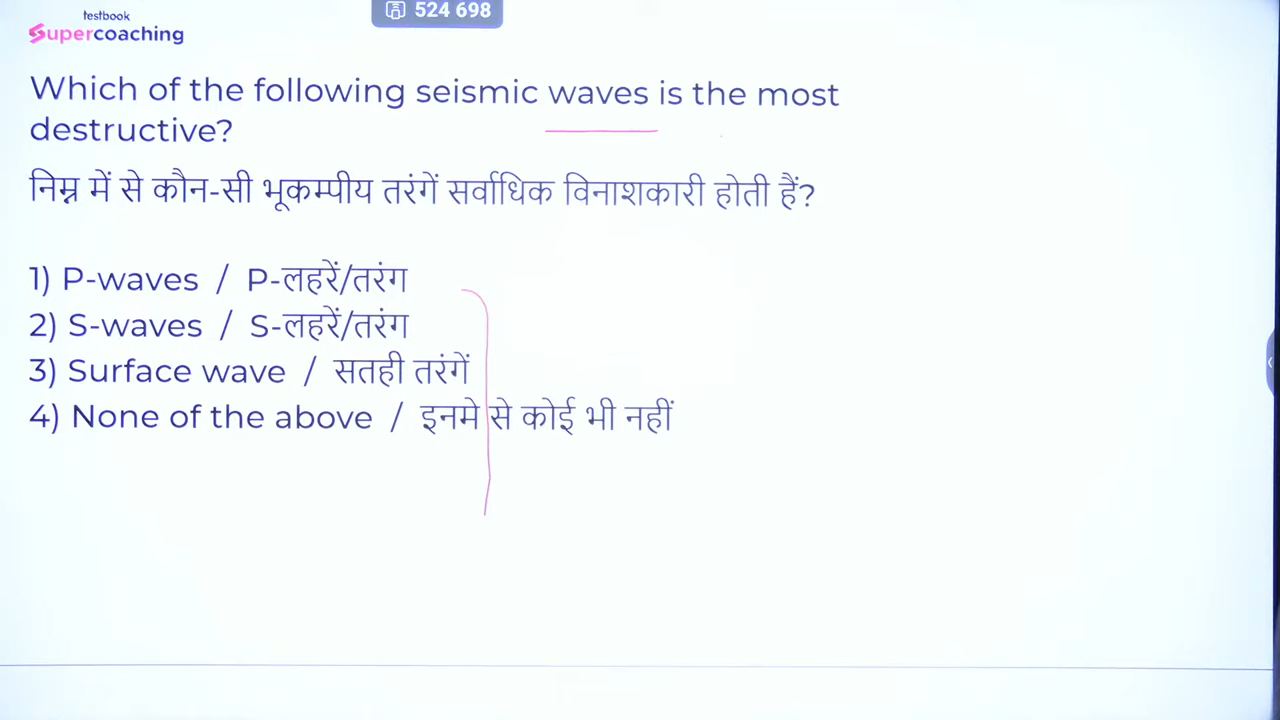 testbook
Supercoaching
524 698
Which of the following seismic waves is the most
destructive?
निम्न में से कौन-सी भूकम्पीय तरंगें सर्वाधिक विनाशकारी होती हैं?
1) P-waves / P-लहरें/तरंग
2) S-waves / S-लहरें/तरंग
3) Surface wave / सतही तरंगें
4) None of the above / इनमे से कोई भी नहीं